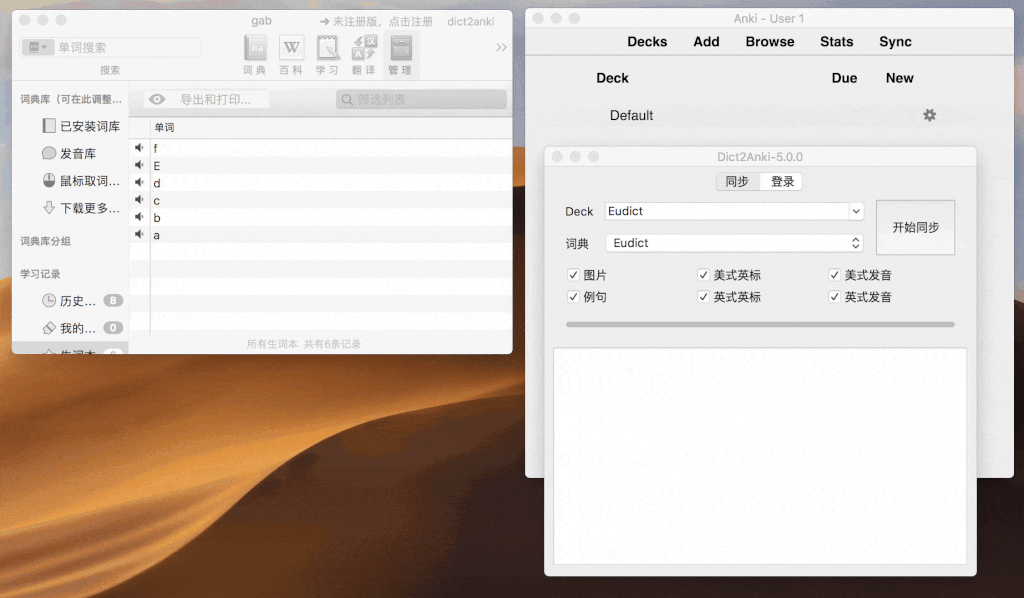 gab
➔ 未注册版，点击注册
dict2anki
单词搜索
搜索
词典
百科
学习
翻译
管理
词典库（可在此调整...
已安装词库
发音库
鼠标取词...
下载更多...
词典库分组
学习记录
历史... 8
我的... 0
生词本
导出和打印...
筛选列表
单词
f
E
d
c
b
a
所有生词本 共有6条记录
Anki - User 1
Decks Add Browse Stats Sync
Deck Due New
Default
Dict2Anki-5.0.0
同步 登录
Deck Eudict
词典 Eudict
开始同步
图片 美式英标 美式发音
例句 英式英标 英式发音